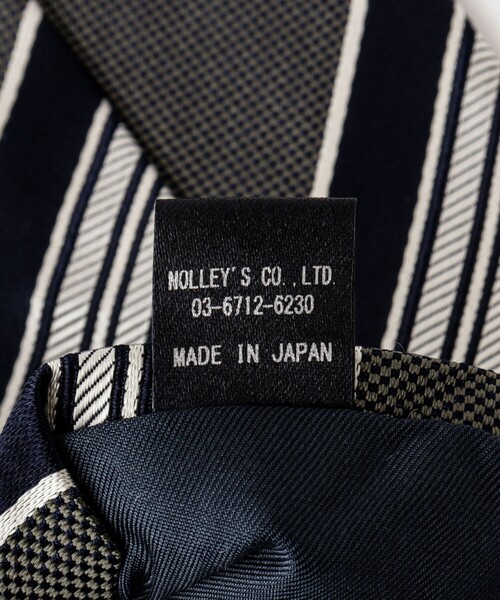 NOLLEY'S CO.,LTD.
03-6712-6230
MADE IN JAPAN